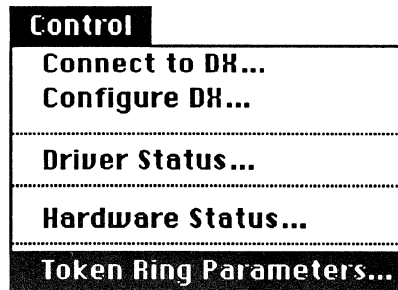 Control
Connect to DX...
Configure DX...
Driver Status...
Hardware Status...
Token Ring Parameters...